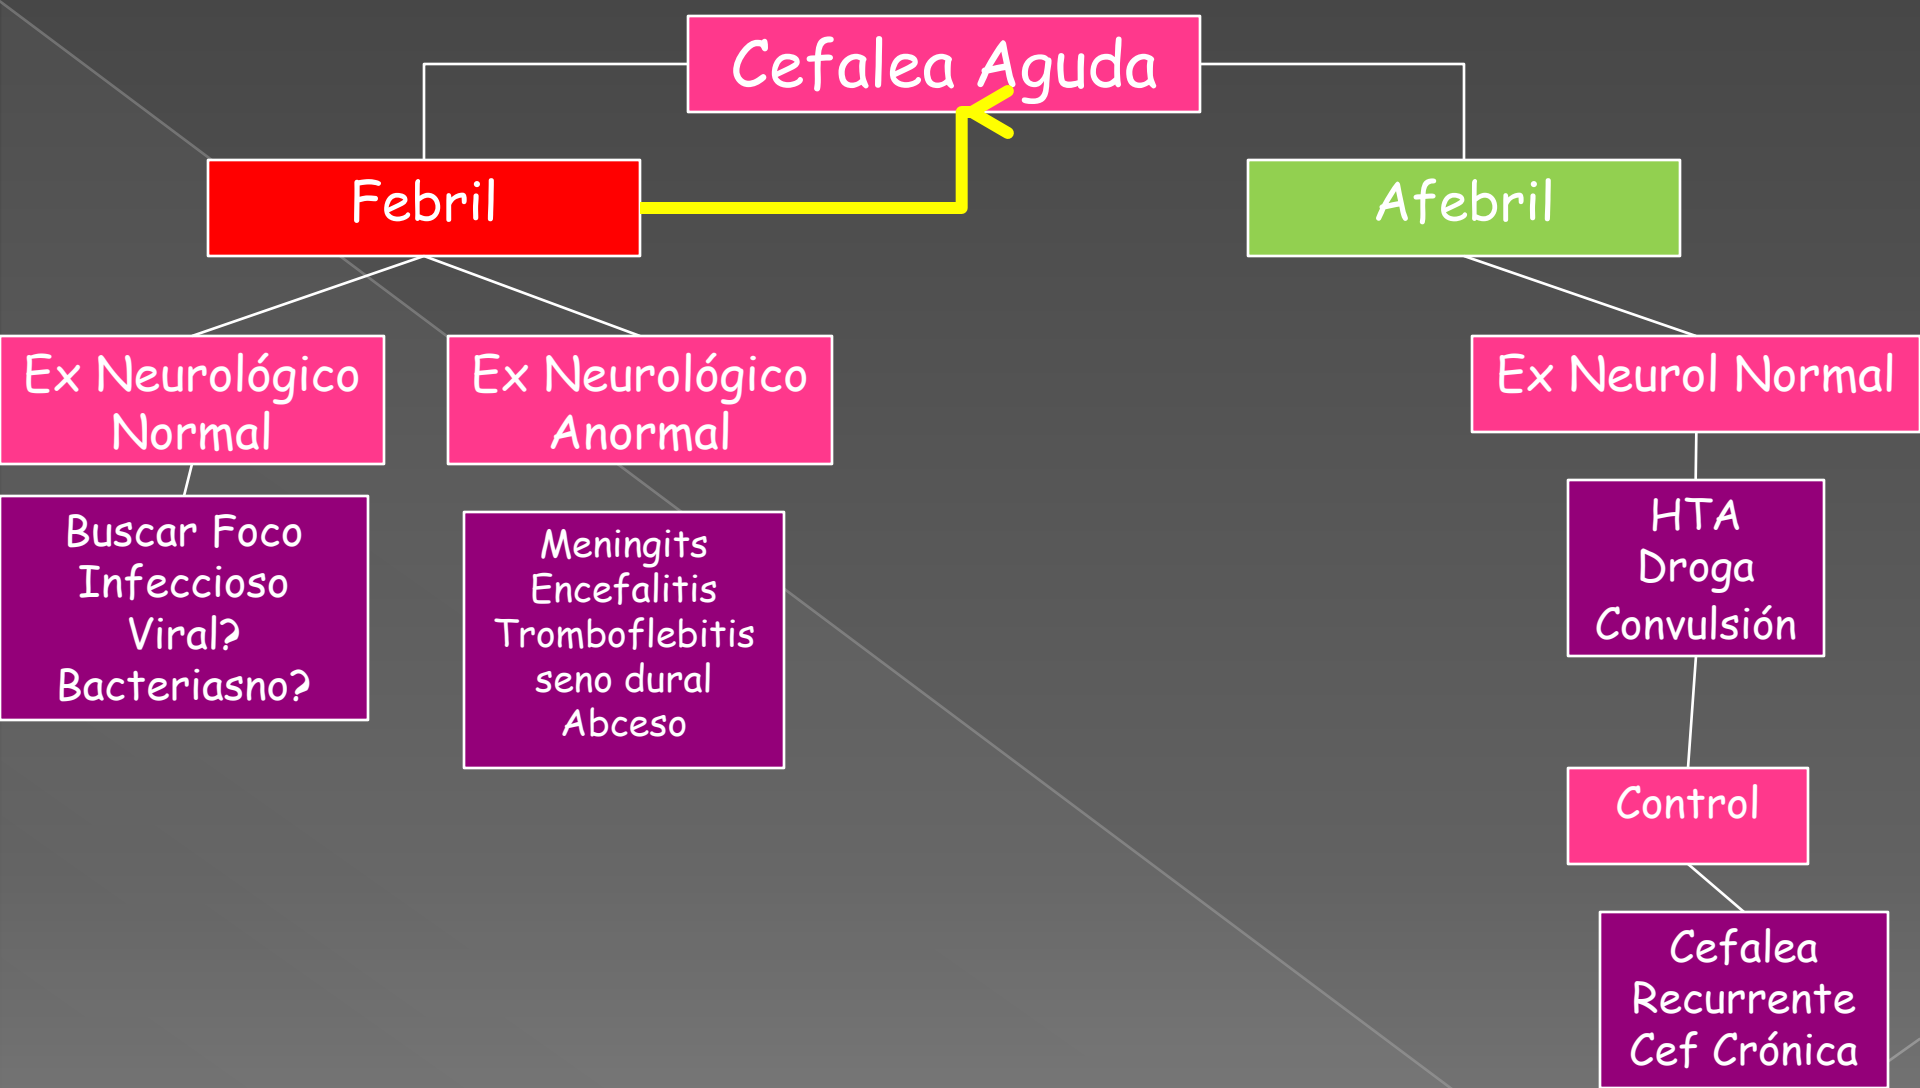 Cefalea Aguda
Febril
Afebril
Ex Neurológico
Normal
Ex Neurológico
Anormal
Ex Neurol Normal
Buscar Foco
Infeccioso
Viral?
Bacteriasno?
Meningits
Encefalitis
Tromboflebitis
seno dural
Abceso
HTA
Droga
Convulsión
Control
Cefalea
Recurrente
Cef Crónica